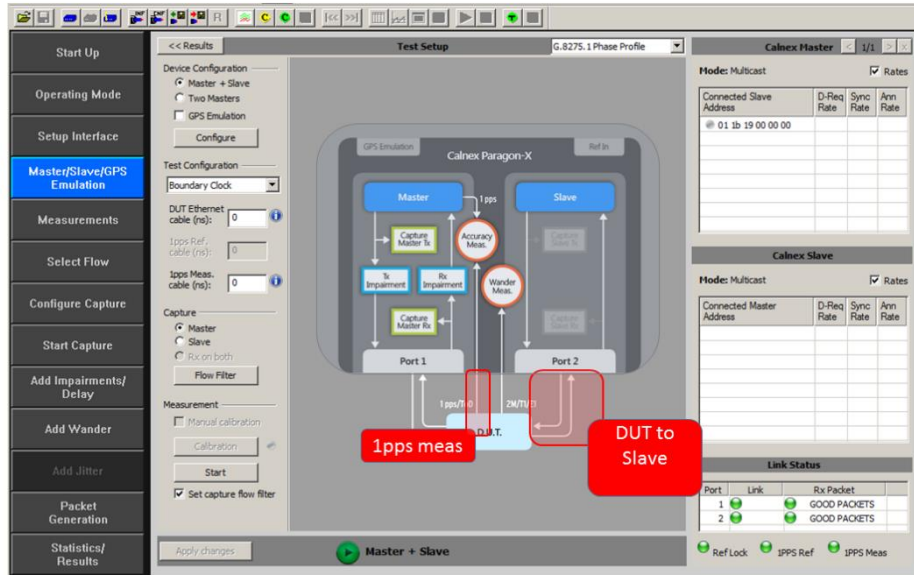 R
C
C
Start Up
Operating Mode
Setup Interface
Master/Slave/GPS
Emulation
Measurements
Select Flow
Configure Capture
Start Capture
Add Impairments/
Delay
Add Wander
Add Jitter
Packet
Generation
Statistics/
Results
<< Results
Test Setup
G.8275.1 Phase Profile
Device Configuration
Master + Slave
Two Masters
GPS Emulation
Configure
Test Configuration
Boundary Clock
DUT Ethernet
cable (ns): 0
1pps Ref.
cable (ns): 0
1pps Meas.
cable (ns): 0
Capture
Master
Slave
Rx on both
Flow Filter
Measurement
Manual calibration
Calibration
Start
Set capture flow filter
Apply changes
Master + Slave
GPS Emulation
Calnex Paragon-X
Ref In
Master
1 pps
Slave
Capture
Master Tx
Accuracy
Meas.
Capture
Slave Tx
Tx
Impairment
Rx
Impairment
Wander
Meas.
Capture
Master Rx
Capture
Slave Rx
Port 1
Port 2
D.U.T.
1pps meas
DUT to
Slave
Calnex Master
< 1/1 > x
Mode: Multicast
Rates
Connected Slave
Address
D-Req
Rate
Sync
Rate
Ann
Rate
01 1b 19 00 00 00
Calnex Slave
Mode: Multicast
Rates
Connected Master
Address
D-Req
Rate
Sync
Rate
Ann
Rate
Link Status
Port Link Rx Packet
1 GOOD PACKETS
2 GOOD PACKETS
Ref Lock 1PPS Ref 1PPS Meas